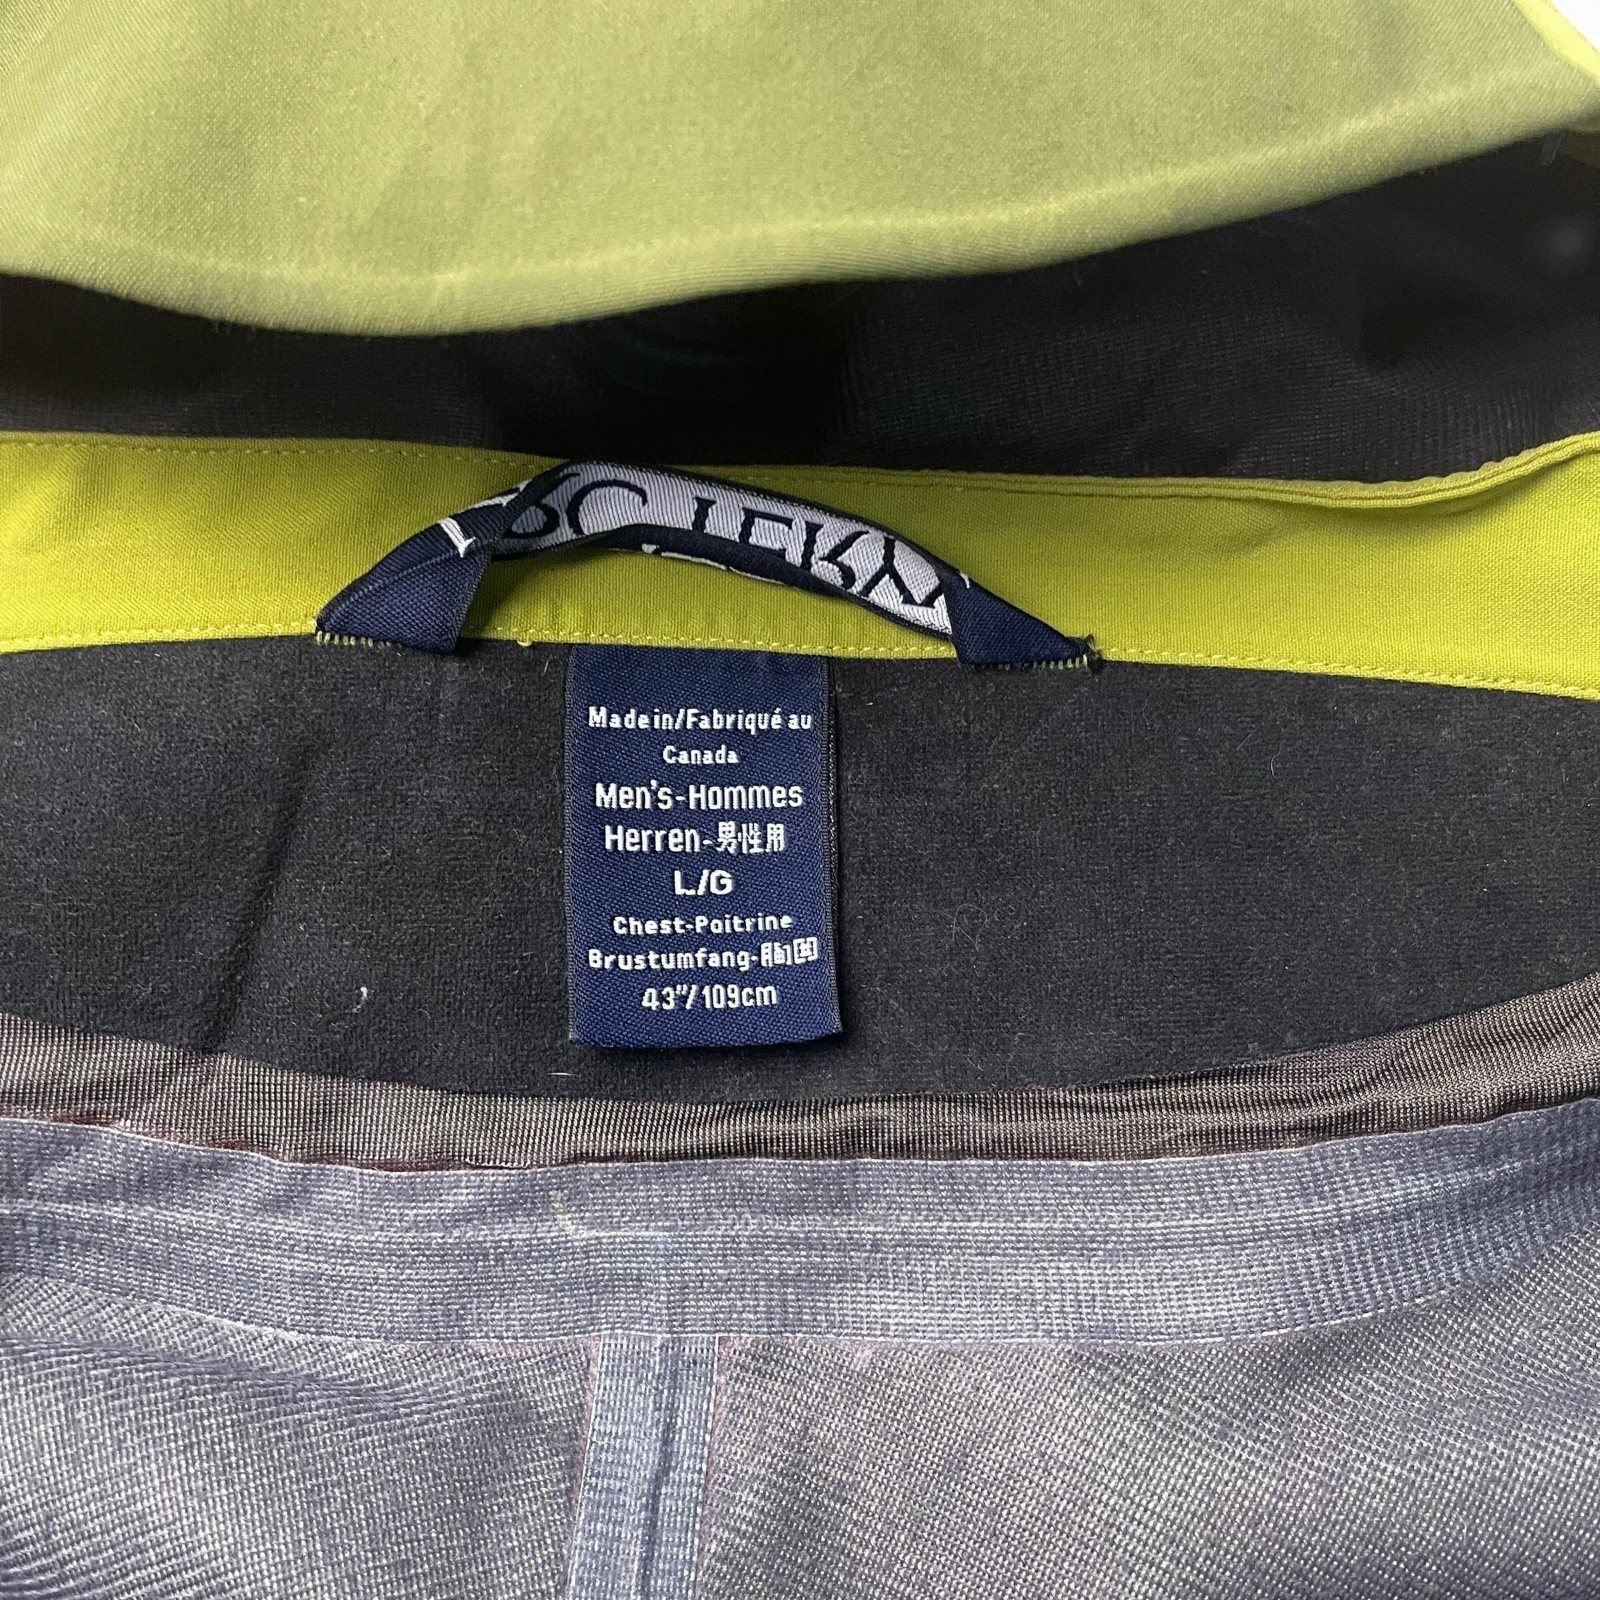 Made in/Fabriqué au
Canada
Men's-Hommes
Herren-男性用
L/G
Chest-Poitrine
Brustumfang-胸囲
43"/109cm